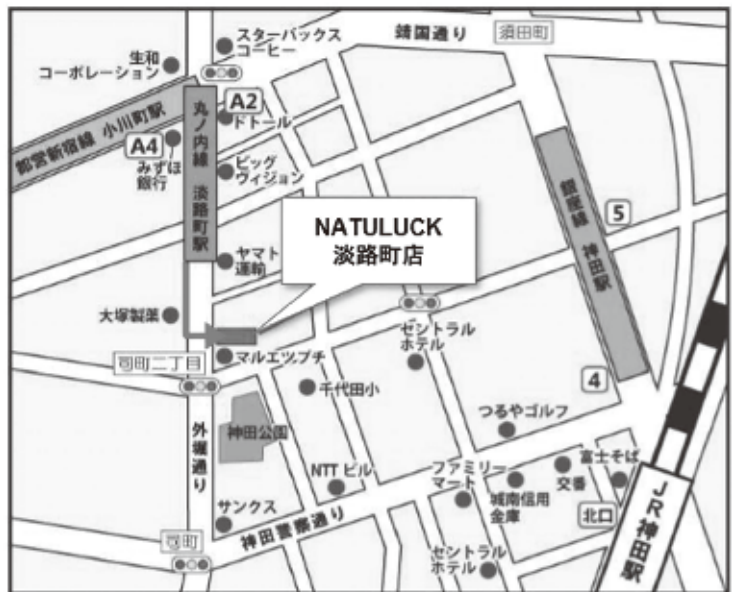 スターバックス
コーヒー
靖国通り
須田町
生和
コーポレーション
都営新宿線 小川町駅
A2
ドトール
丸ノ内線 淡路町駅
A4
みずほ
銀行
ビッグ
ヴィジョン
NATULUCK
淡路町店
銀座線 神田駅
5
ヤマト
運輸
大塚製薬
マルエツプチ
セントラル
ホテル
司町二丁目
千代田小
4
つるやゴルフ
外堀通り
神田公園
NTTビル
ファミリー
マート
城南信用
金庫
交番
富士そば
北口
JR神田駅
サンクス
神田警察通り
司町
セントラル
ホテル